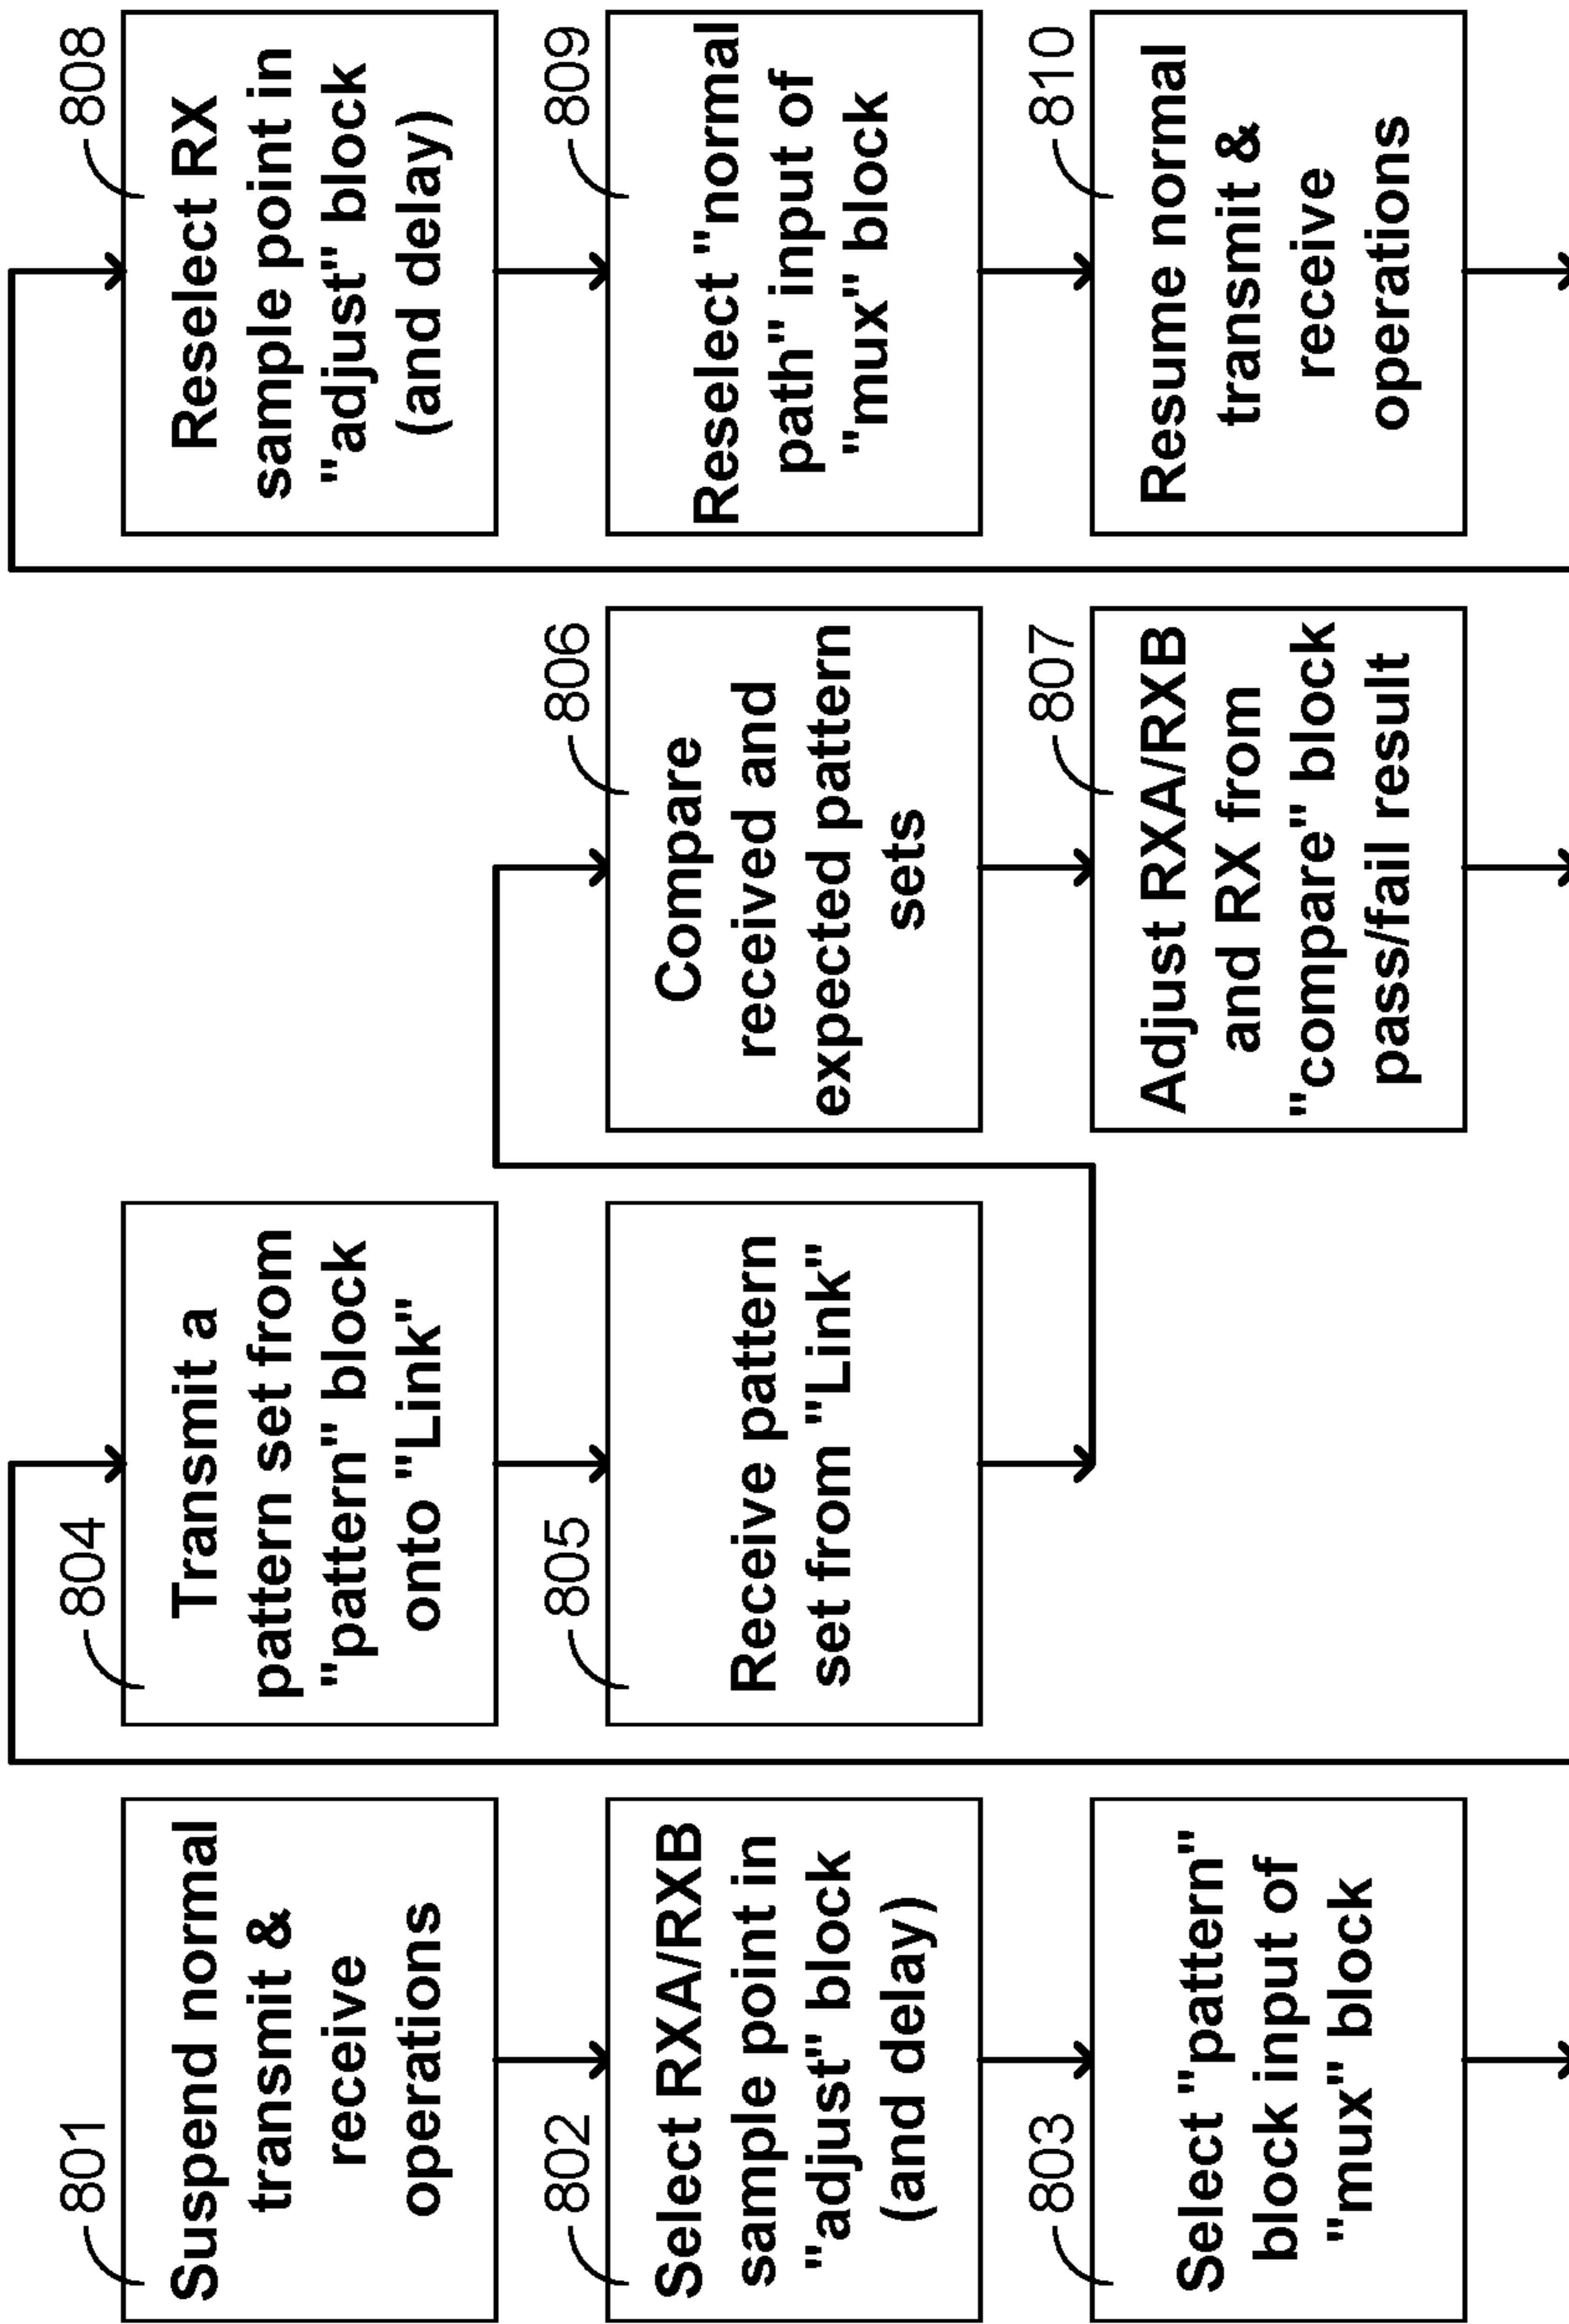 801
Suspend normal
transmit &
receive
operations
802
Select RXA/RXB
sample point in
"adjust" block
(and delay)
803
Select "pattern"
block input of
"mux" block
804
Transmit a
pattern set from
"pattern" block
onto "Link"
805
Receive pattern
set from "Link"
806
Compare
received and
expected pattern
sets
807
Adjust RXA/RXB
and RX from
"compare" block
pass/fail result
808
Reselect RX
sample point in
"adjust" block
(and delay)
809
Reselect "normal
path" input of
"mux" block
810
Resume normal
transmit &
receive
operations